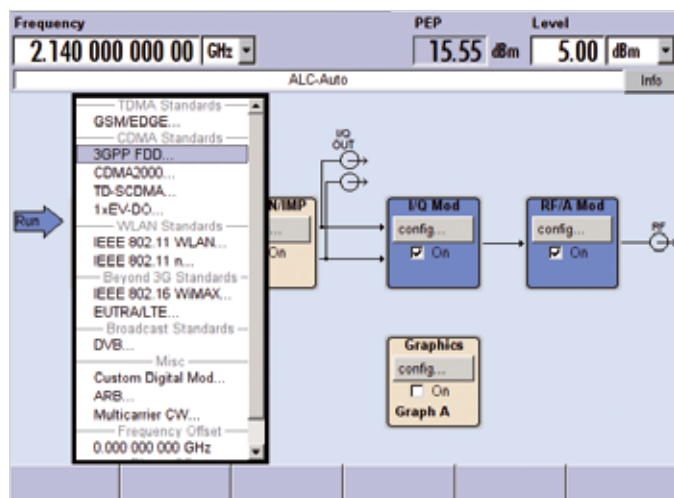 Frequency PEP Level
2.140 000 000 00 GHz 15.55 dBm 5.00 dBm
ALC-Auto Info
TDMA Standards
GSM/EDGE...
CDMA Standards
3GPP FDD...
CDMA2000...
TD-SCDMA...
1xEV-DO...
WLAN Standards
IEEE 802.11 WLAN...
IEEE 802.11 n...
Beyond 3G Standards
IEEE 802.16 WiMAX...
EUTRA/LTE...
Broadcast Standards
DVB...
Misc
Custom Digital Mod...
ARB...
Multicarrier CW...
Frequency Offset
0.000 000 000 GHz
Run
N/IMP
...
On
I/Q
OUT
I/Q Mod
config...
On
RF/A Mod
config...
On
RF
Graphics
config...
On
Graph A